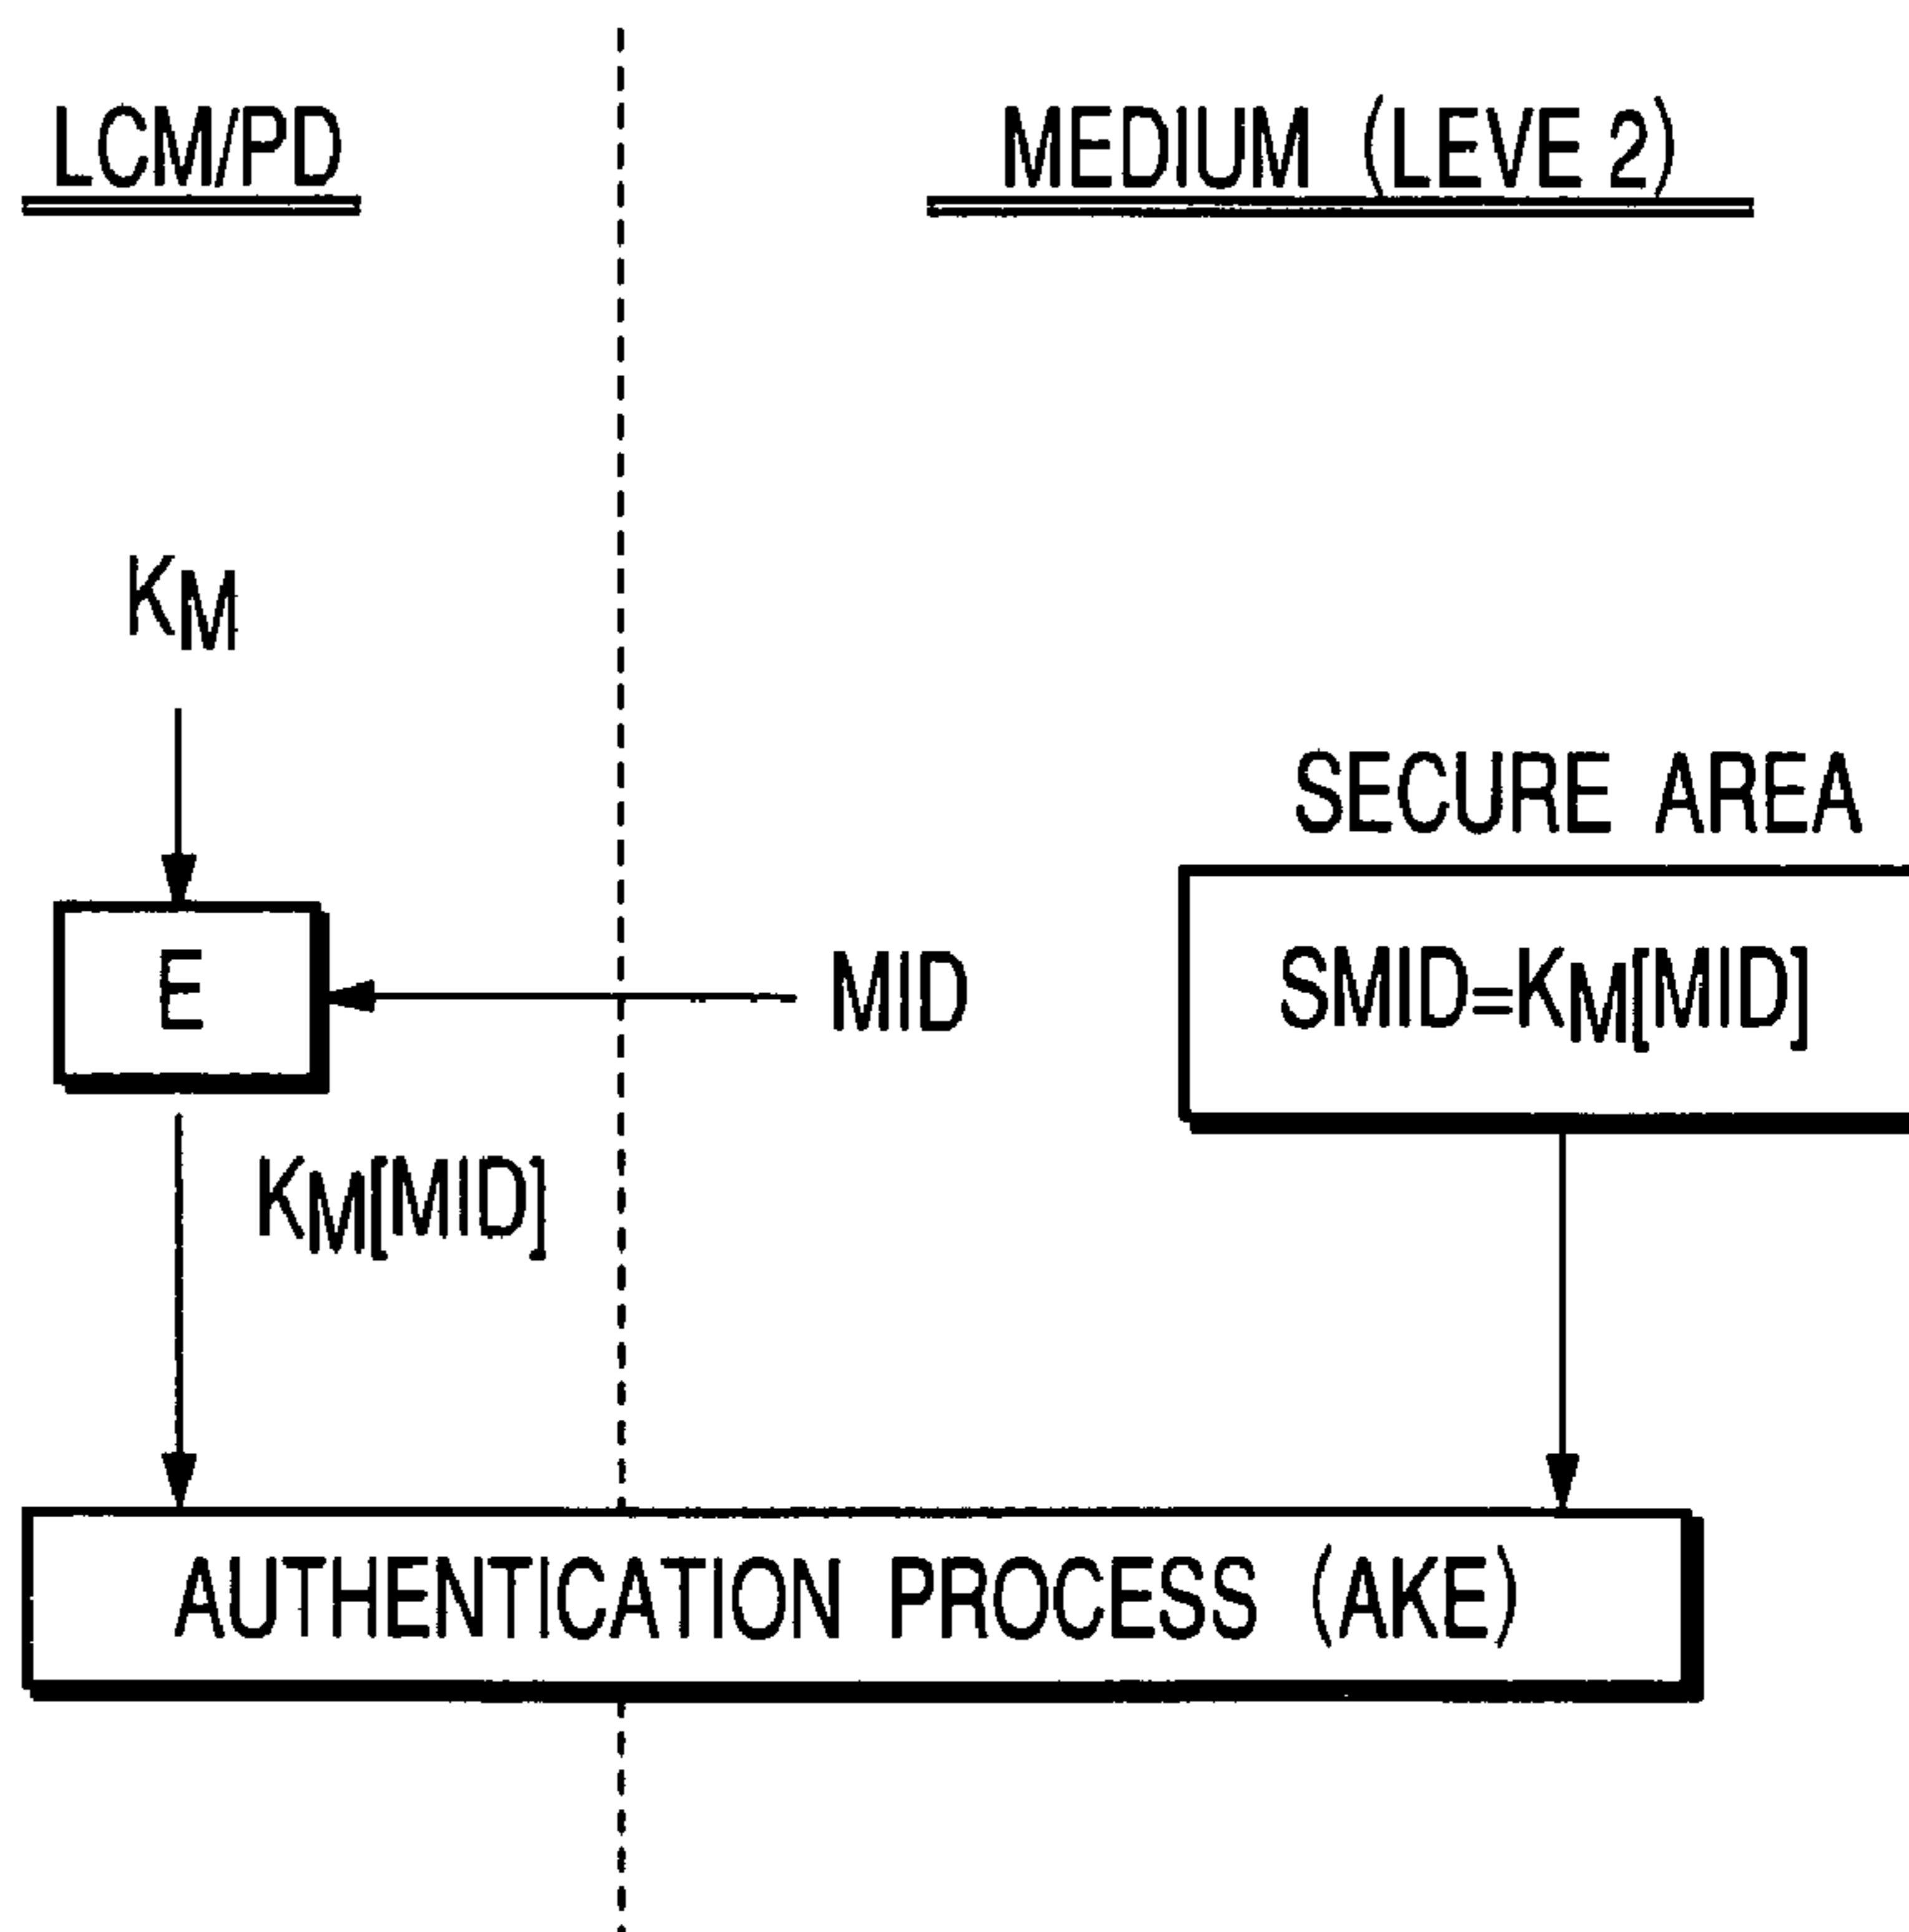 LCM/PD
MEDIUM (LEVE 2)
KM
SECURE AREA
E
MID
SMID=KM[MID]
KM[MID]
AUTHENTICATION PROCESS (AKE)